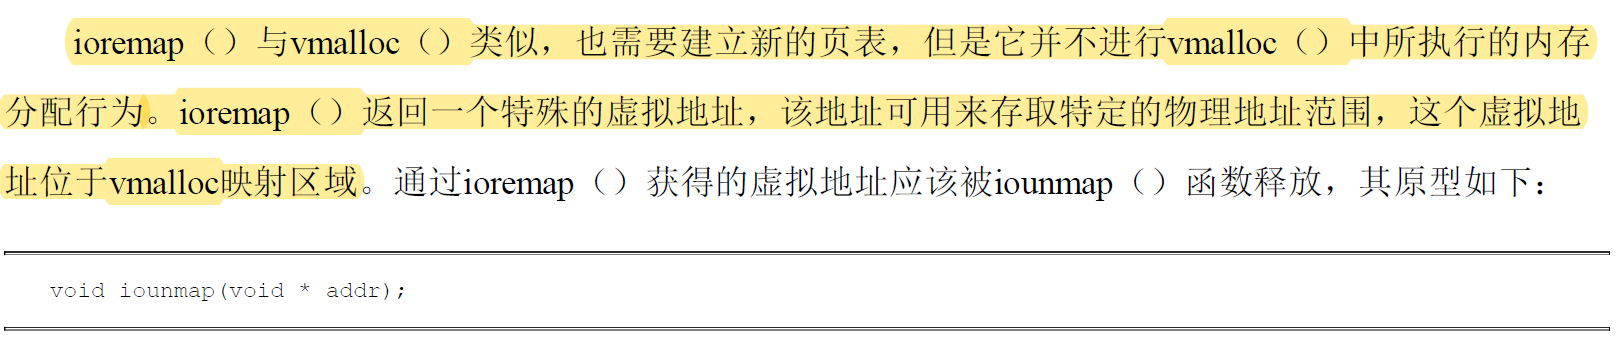 ioremap（）与vmalloc（）类似，也需要建立新的页表，但是它并不进行vmalloc（）中所执行的内存
分配行为。ioremap（）返回一个特殊的虚拟地址，该地址可用来存取特定的物理地址范围，这个虚拟地
址位于vmalloc映射区域。通过ioremap（）获得的虚拟地址应该被iounmap（）函数释放，其原型如下：
void iounmap(void * addr);